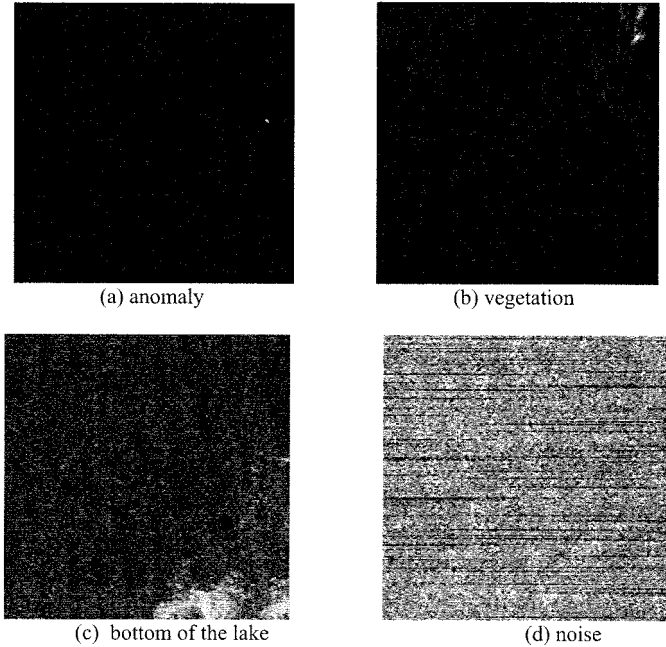 (a) anomaly
(b) vegetation
(c) bottom of the lake
(d) noise